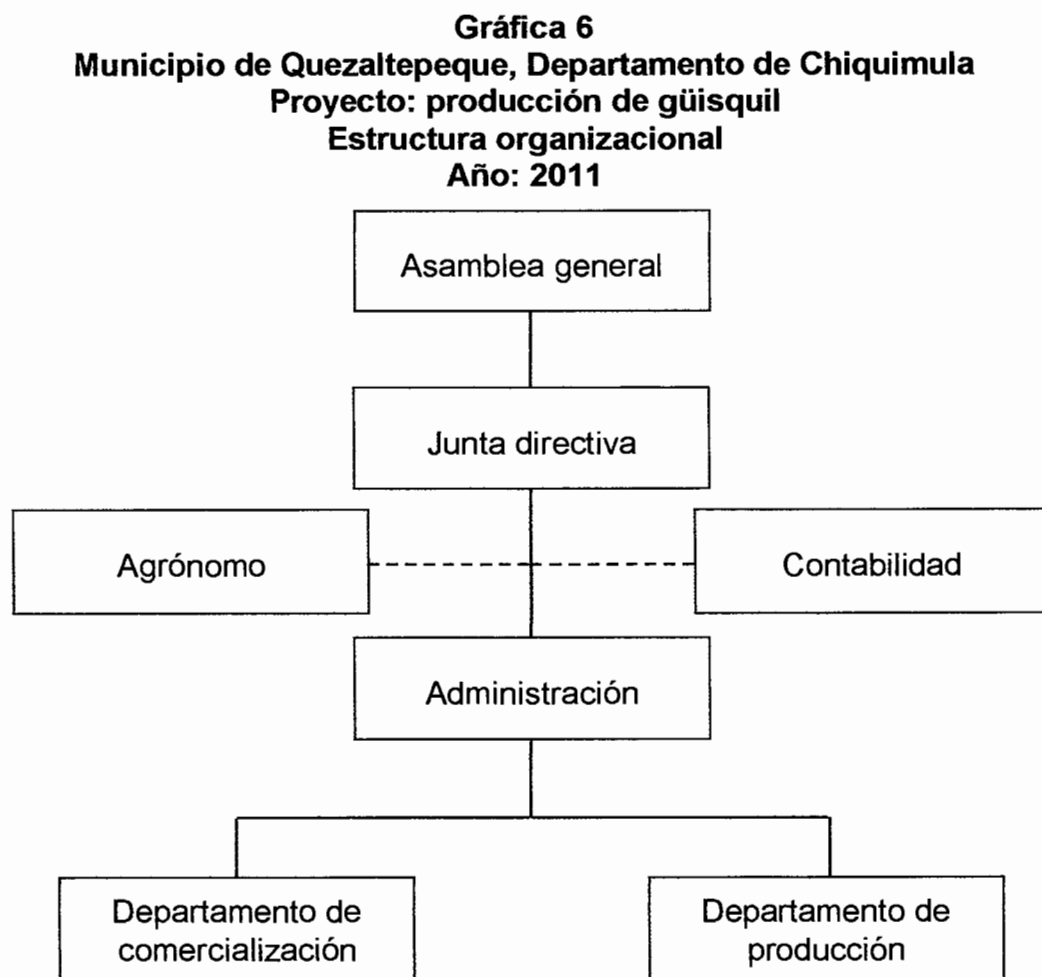 Gráfica 6
Municipio de Quezaltepeque, Departamento de Chiquimula
Proyecto: producción de güisquil
Estructura organizacional
Año: 2011
Asamblea general
Junta directiva
Agrónomo
Contabilidad
Administración
Departamento de
comercialización
Departamento de
producción